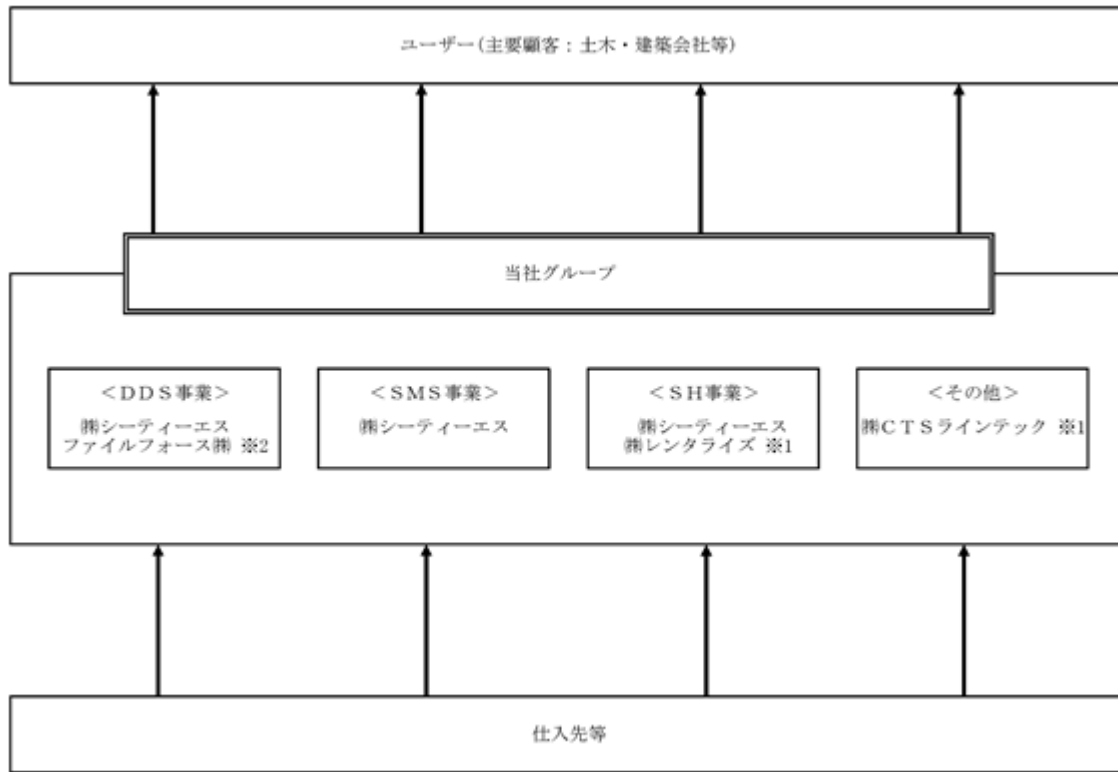 ユーザー(主要顧客：土木・建築会社等)
当社グループ
＜ＤＤＳ事業＞
㈱シーティーエス
ファイルフォース㈱ ※2
＜ＳＭＳ事業＞
㈱シーティーエス
＜ＳＨ事業＞
㈱シーティーエス
㈱レンタライズ ※1
＜その他＞
㈱ＣＴＳラインテック ※1
仕入先等